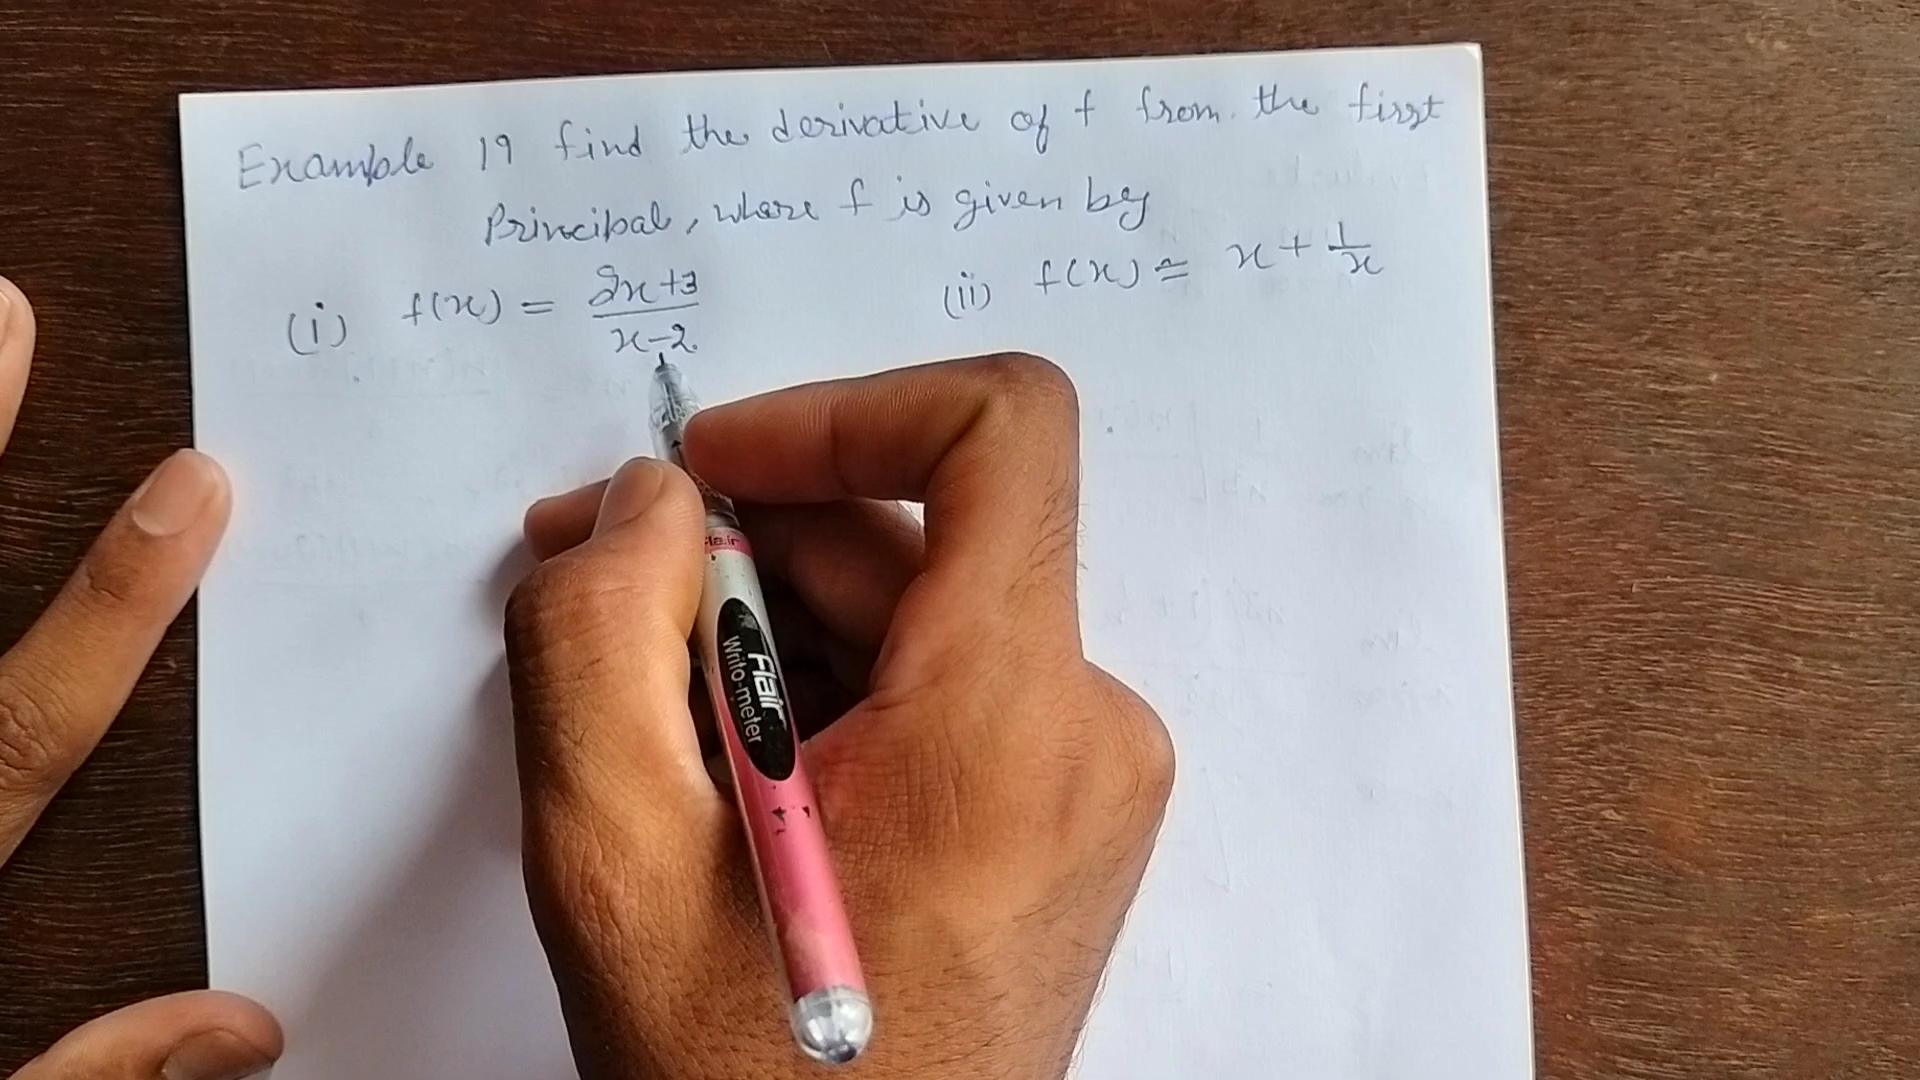 Example 19 find the derivative of f from the first
Principal, where f is given by
(i) f(x) = 2x+3/x-2 (ii) f(x) = x + 1/x
Flair
Flair
Writo-meter